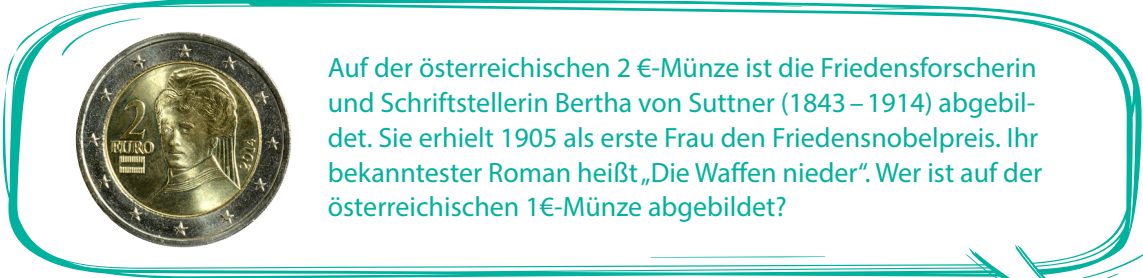 2
EURO
2014
Auf der österreichischen 2 €-Münze ist die Friedensforscherin
und Schriftstellerin Bertha von Suttner (1843 – 1914) abgebil-
det. Sie erhielt 1905 als erste Frau den Friedensnobelpreis. Ihr
bekanntester Roman heißt „Die Waffen nieder“. Wer ist auf der
österreichischen 1€-Münze abgebildet?